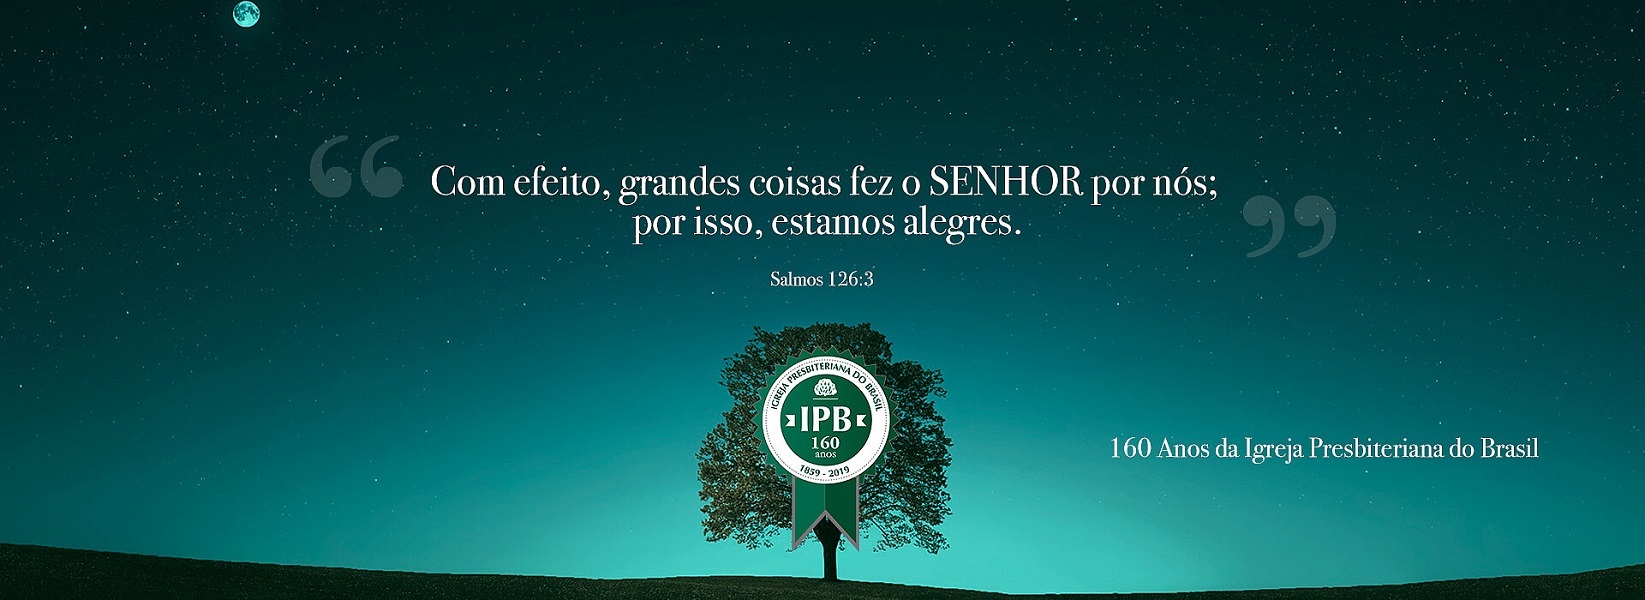 “Com efeito, grandes coisas fez o SENHOR por nós;
por isso, estamos alegres.”
Salmos 126:3
IGREJA PRESBITERIANA DO BRASIL
IPB
160
anos
1859 - 2019
160 Anos da Igreja Presbiteriana do Brasil